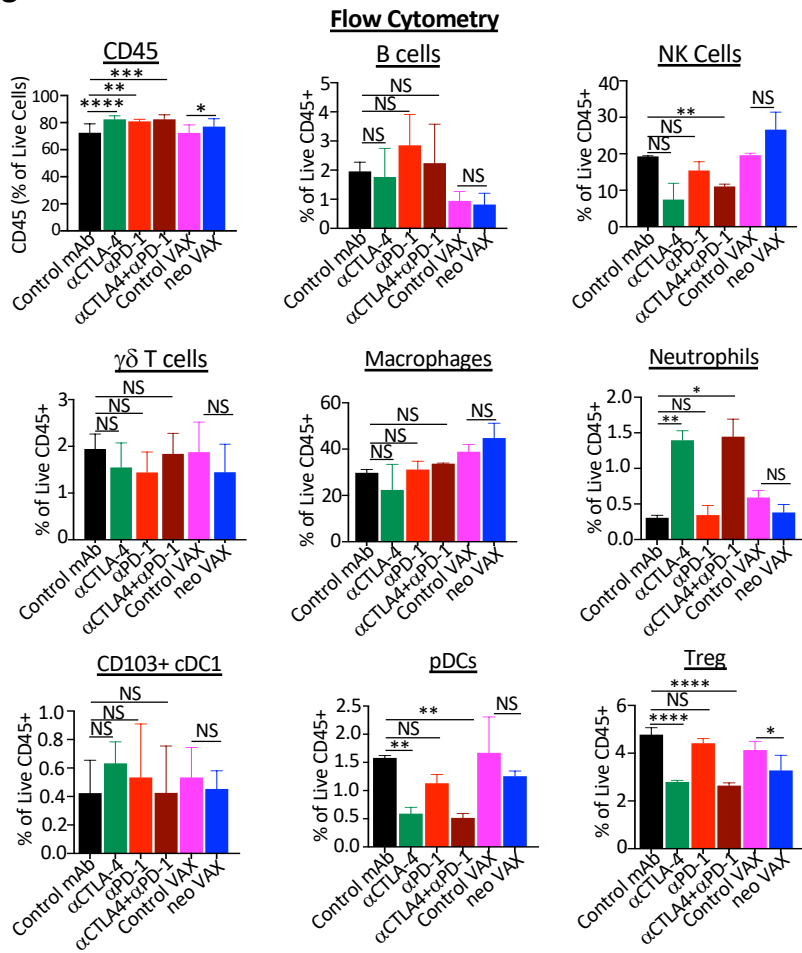 Flow Cytometry
CD45
CD45 (% of Live Cells)
100
80
60
40
20
0
****
**
***
*
Control mAb
αCTLA-4
αPD-1
αCTLA4+αPD-1
Control VAX
neo VAX
B cells
% of Live CD45+
5
4
3
2
1
0
NS
NS
NS
NS
Control mAb
αCTLA-4
αPD-1
αCTLA4+αPD-1
Control VAX
neo VAX
NK Cells
% of Live CD45+
40
30
20
10
0
**
NS
NS
NS
Control mAb
αCTLA-4
αPD-1
αCTLA4+αPD-1
Control VAX
neo VAX
γδ T cells
% of Live CD45+
3
2
1
0
NS
NS
NS
NS
Control mAb
αCTLA-4
αPD-1
αCTLA4+αPD-1
Control VAX
neo VAX
Macrophages
% of Live CD45+
60
40
20
0
NS
NS
NS
NS
Control mAb
αCTLA-4
αPD-1
αCTLA4+αPD-1
Control VAX
neo VAX
Neutrophils
% of Live CD45+
2.0
1.5
1.0
0.5
0.0
*
NS
**
NS
Control mAb
αCTLA-4
αPD-1
αCTLA4+αPD-1
Control VAX
neo VAX
CD103+ cDC1
% of Live CD45+
1.0
0.8
0.6
0.4
0.2
0.0
NS
NS
NS
NS
Control mAb
αCTLA-4
αPD-1
αCTLA4+αPD-1
Control VAX
neo VAX
pDCs
% of Live CD45+
2.5
2.0
1.5
1.0
0.5
0.0
**
NS
**
NS
Control mAb
αCTLA-4
αPD-1
αCTLA4+αPD-1
Control VAX
neo VAX
Treg
% of Live CD45+
6
4
2
0
****
NS
****
*
Control mAb
αCTLA-4
αPD-1
αCTLA4+αPD-1
Control VAX
neo VAX